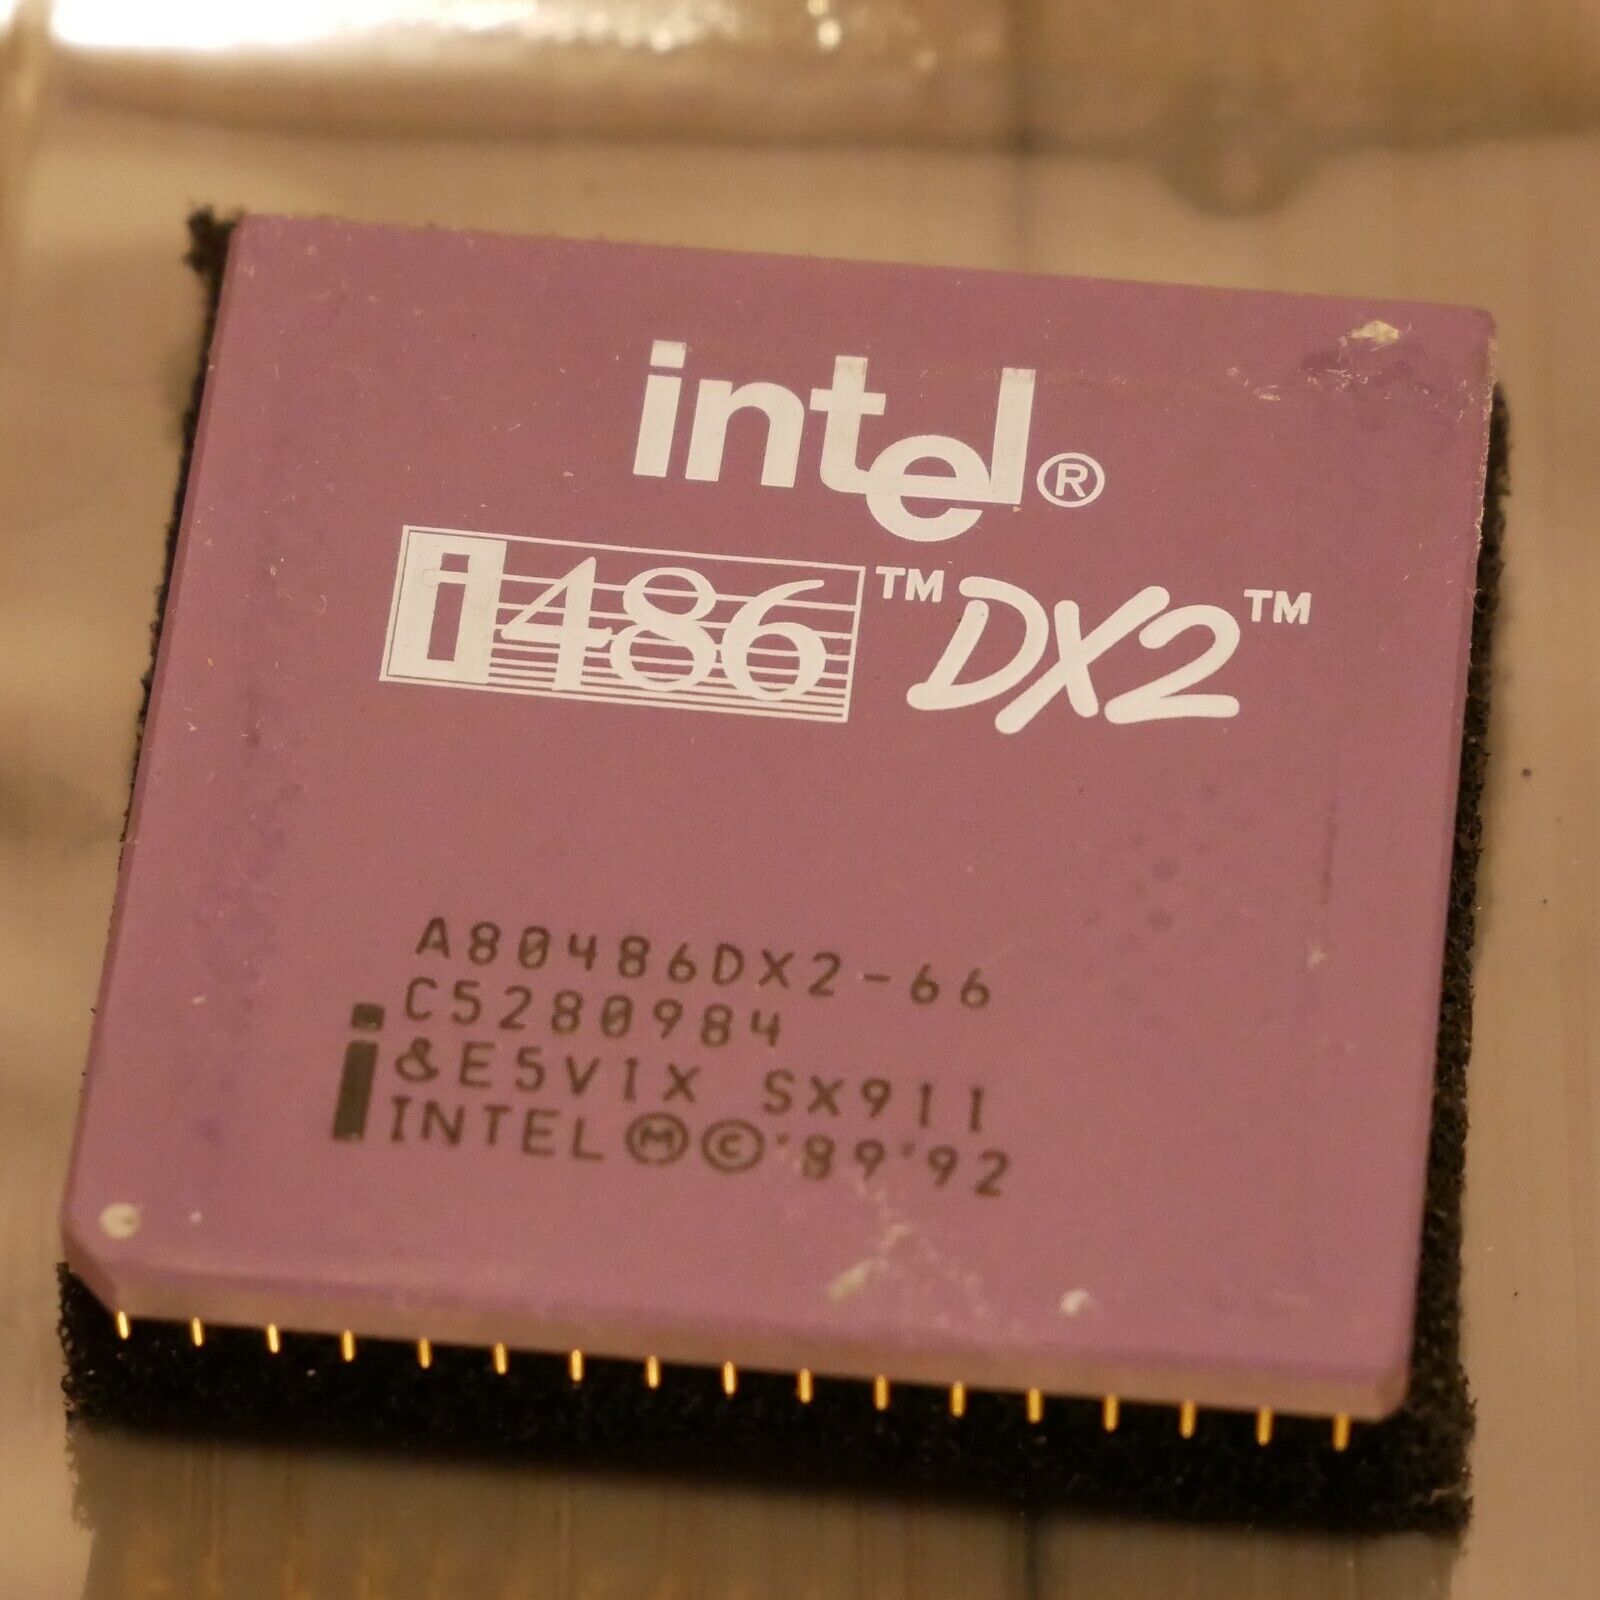 intel®
i486™ DX2™
A80486DX2-66
C5280984
&E5V1X SX911
i INTEL Ⓜ©'89'92